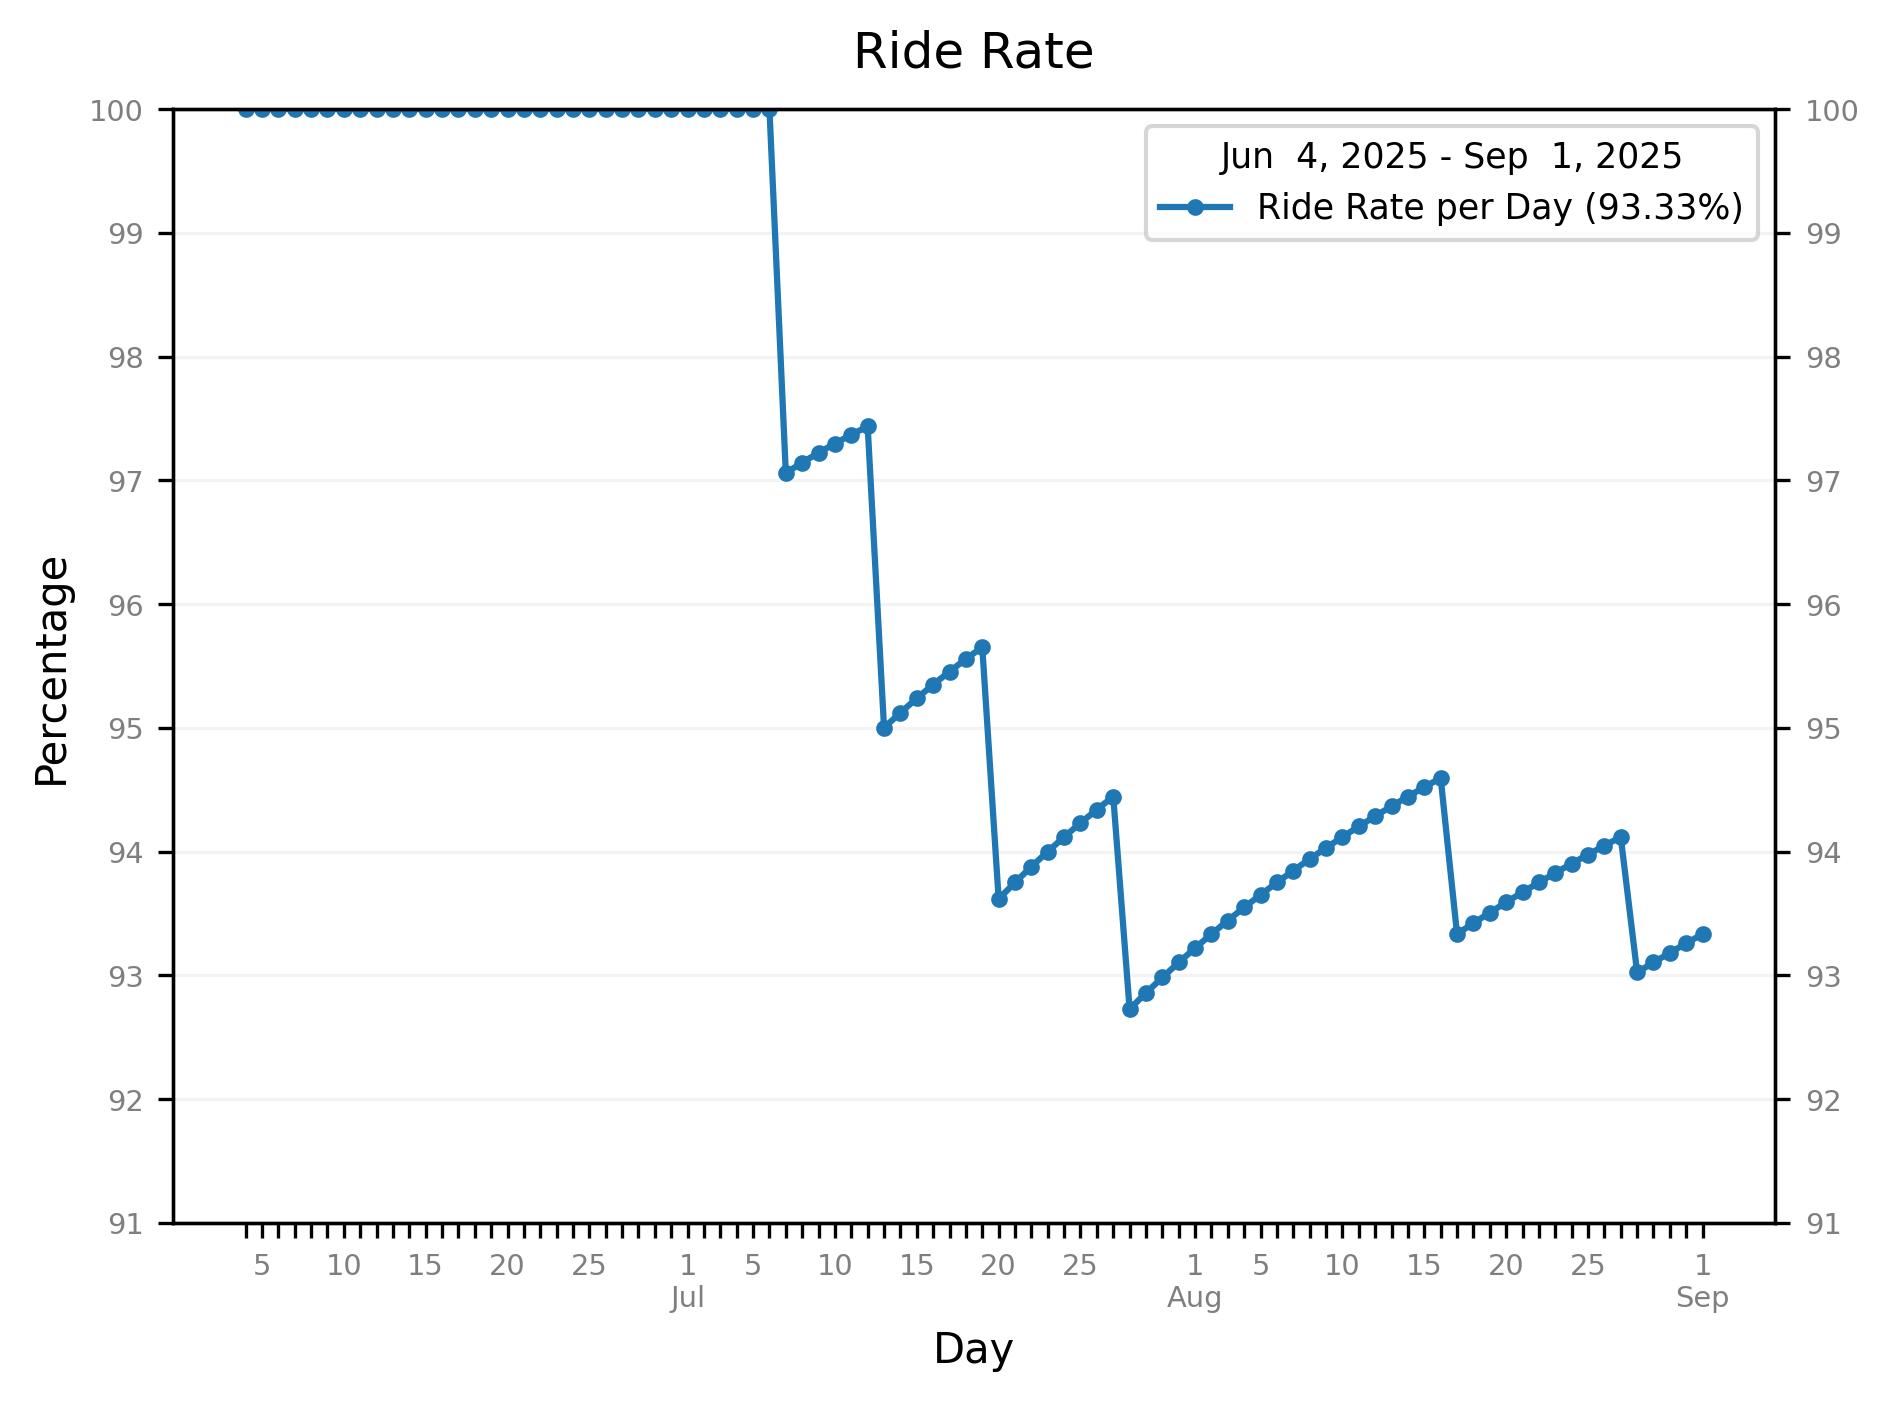 Ride Rate
Jun  4, 2025 - Sep  1, 2025
Ride Rate per Day (93.33%)
100 100
99 99
98 98
97 97
96 96
95 95
94 94
93 93
92 92
91 91
Percentage
5 10 15 20 25 1 5 10 15 20 25 1 5 10 15 20 25 1
Jul Aug Sep
Day